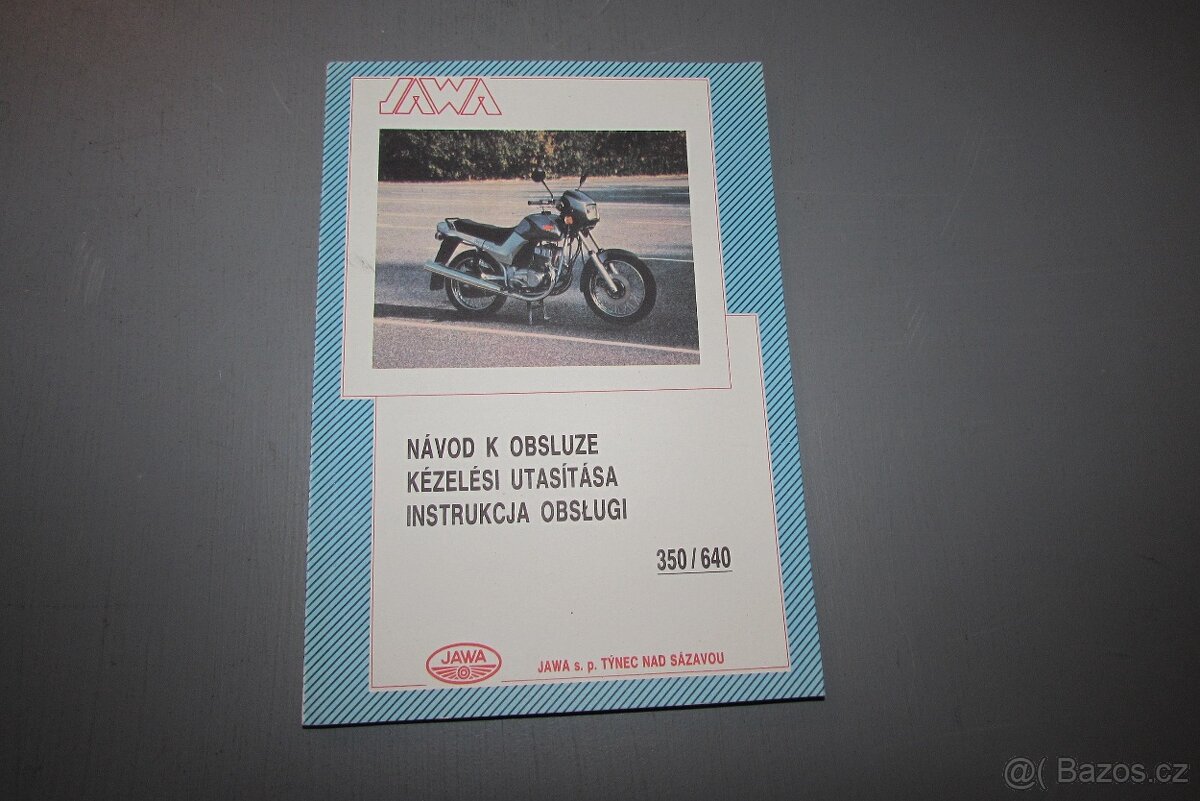 JAWA
NÁVOD K OBSLUZE
KÉZELÉSI UTASÍTÁSA
INSTRUKCJA OBSŁUGI
350/640
JAWA
JAWA s. p. TÝNEC NAD SÁZAVOU
@( Bazos.cz